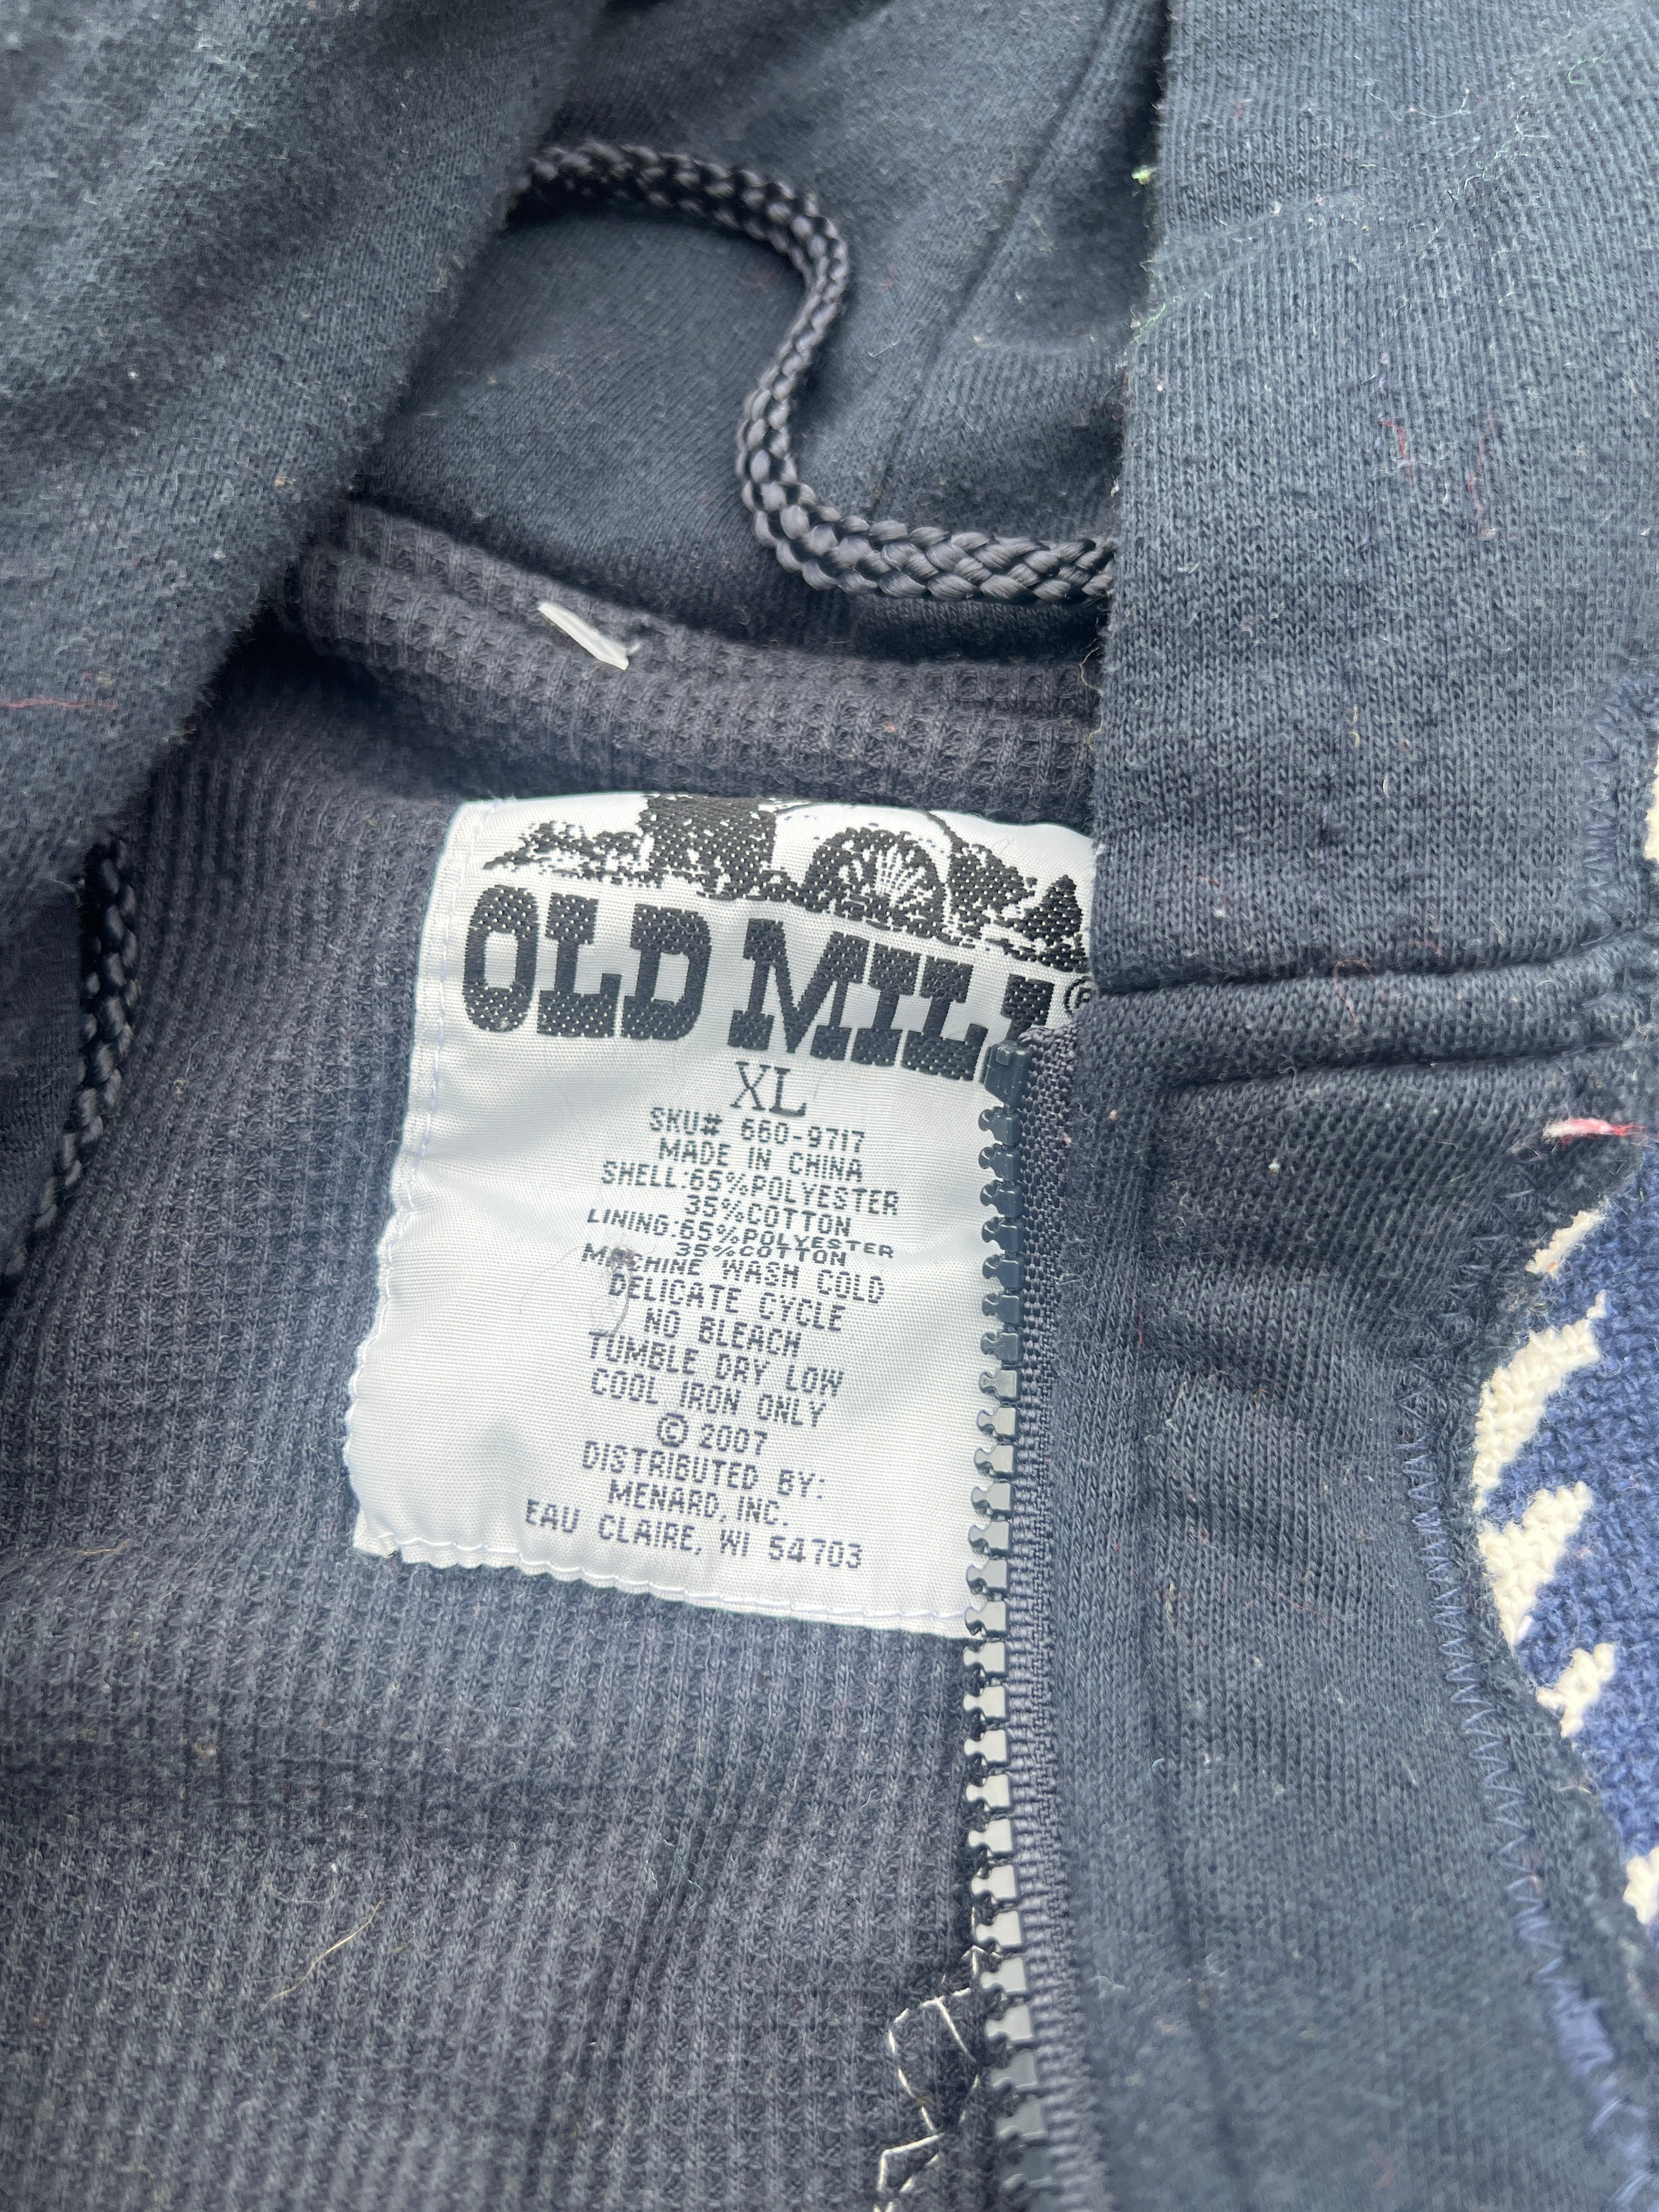 OLD MILL®
XL
SKU# 660-9717
MADE IN CHINA
SHELL:65%POLYESTER
35%COTTON
LINING:65%POLYESTER
35%COTTON
MACHINE WASH COLD
DELICATE CYCLE
NO BLEACH
TUMBLE DRY LOW
COOL IRON ONLY
© 2007
DISTRIBUTED BY:
MENARD, INC.
EAU CLAIRE, WI 54703